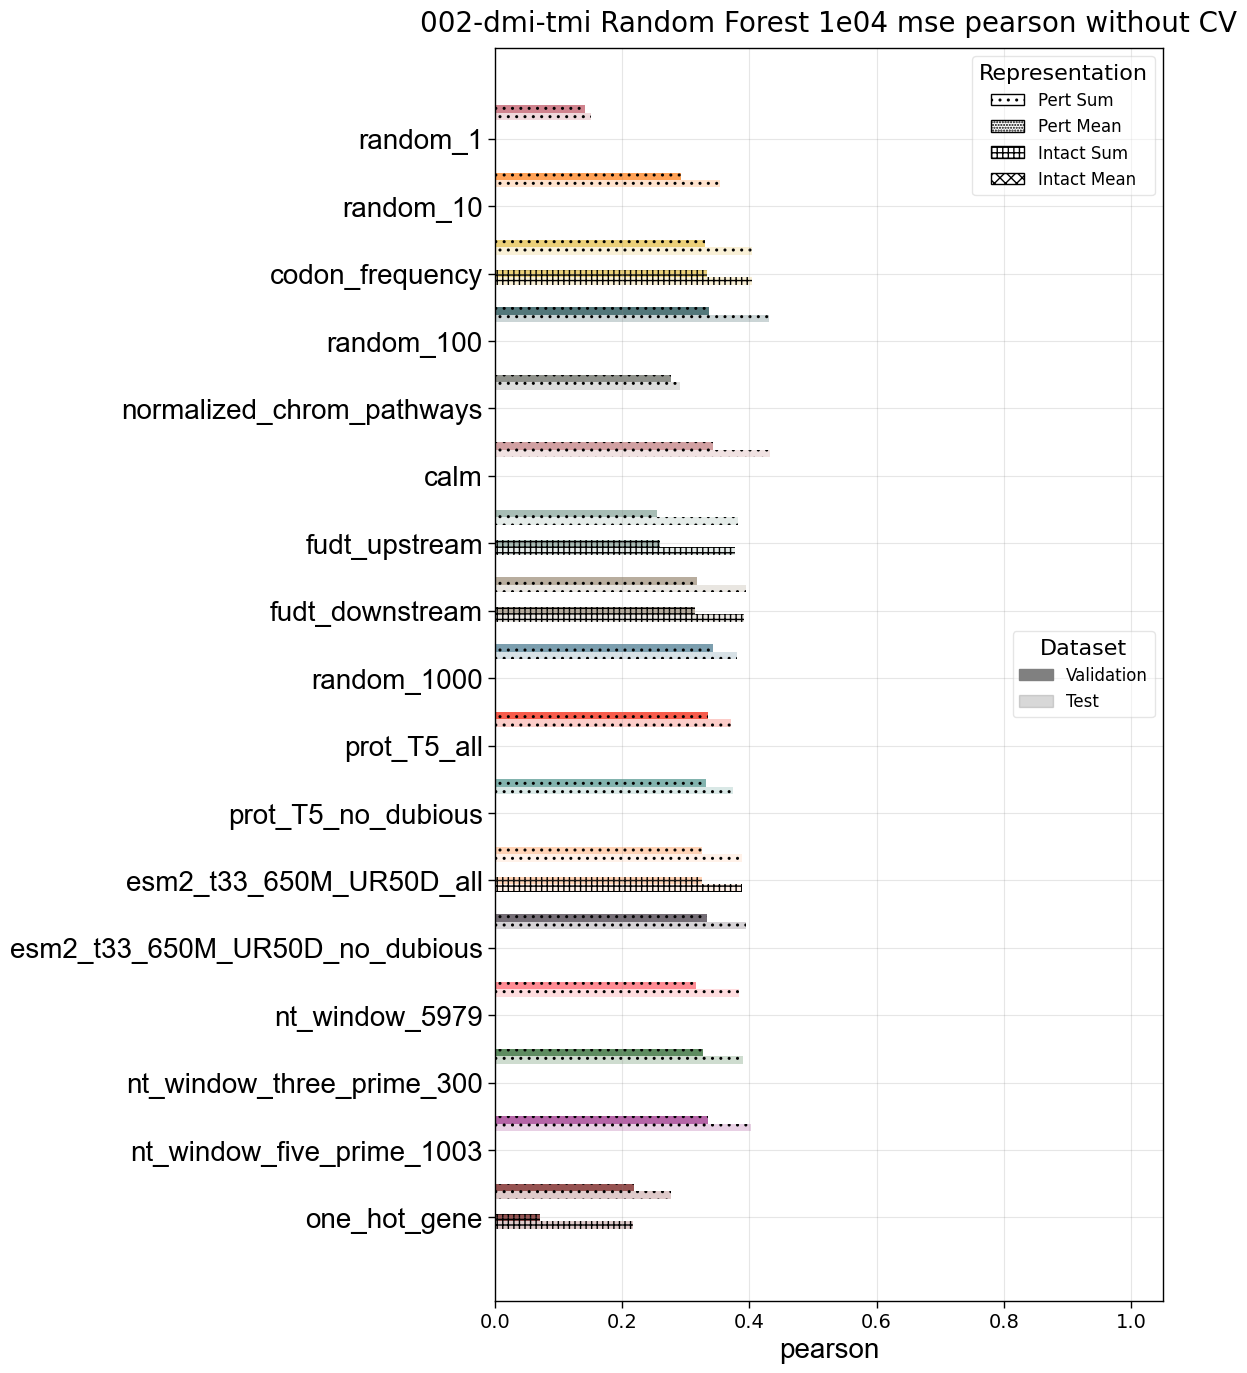 002-dmi-tmi Random Forest 1e04 mse pearson without CV
Representation
Pert Sum
Pert Mean
Intact Sum
Intact Mean
random_1
random_10
codon_frequency
random_100
normalized_chrom_pathways
calm
fudt_upstream
fudt_downstream
random_1000
Dataset
Validation
Test
prot_T5_all
prot_T5_no_dubious
esm2_t33_650M_UR50D_all
esm2_t33_650M_UR50D_no_dubious
nt_window_5979
nt_window_three_prime_300
nt_window_five_prime_1003
one_hot_gene
0.0 0.2 0.4 0.6 0.8 1.0
pearson